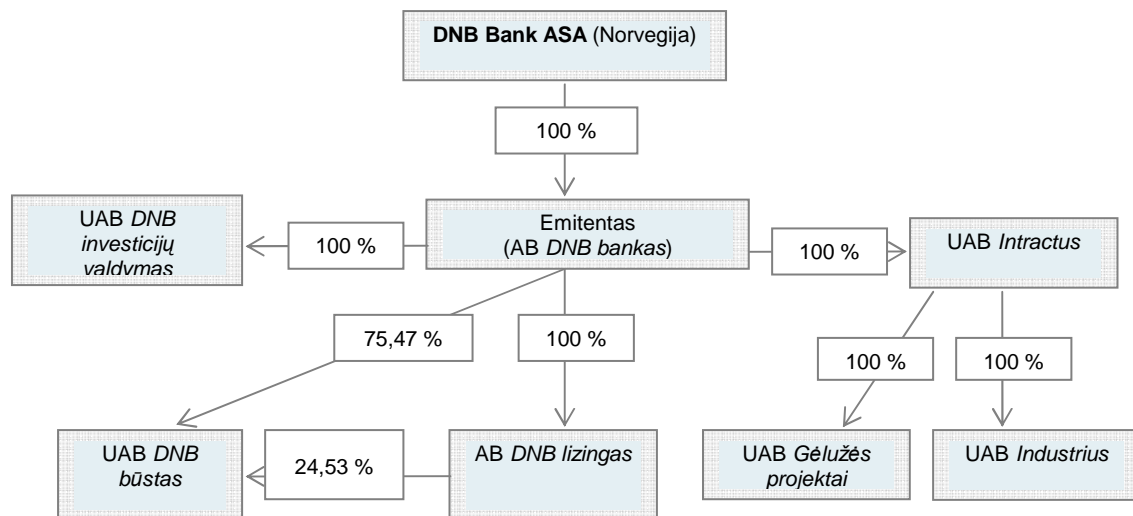 DNB Bank ASA (Norvegija)
100 %
UAB DNB
investicijų
valdymas
100 %
Emitentas
(AB DNB bankas)
100 %
UAB Intractus
75,47 %
100 %
100 %
100 %
UAB DNB
būstas
24,53 %
AB DNB lizingas
UAB Gėlužės
projektai
UAB Industrius